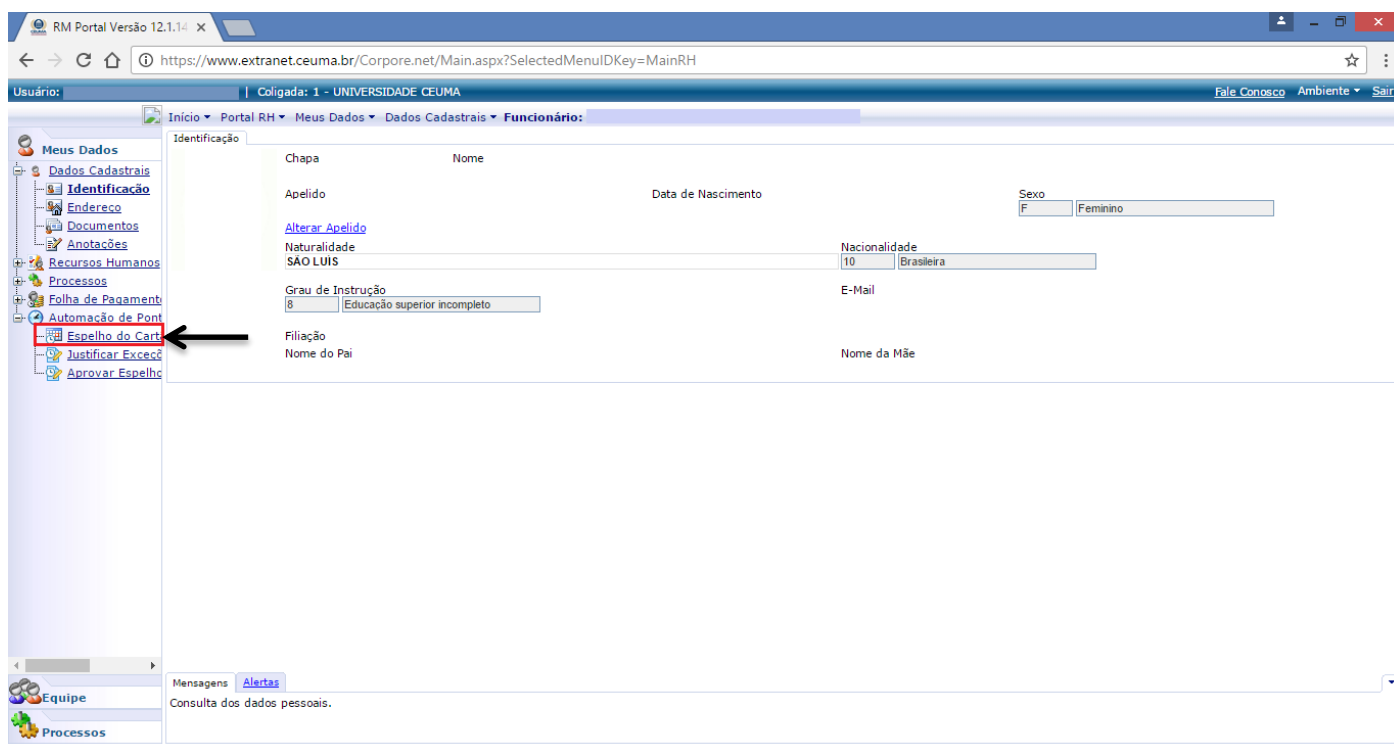 RM Portal Versão 12.1.14
https://www.extranet.ceuma.br/Corpore.net/Main.aspx?SelectedMenuIDKey=MainRH
Usuário: | Coligada: 1 - UNIVERSIDADE CEUMA Fale Conosco Ambiente Sair
Início Portal RH Meus Dados Dados Cadastrais Funcionário:
Meus Dados
Dados Cadastrais
Identificação
Endereço
Documentos
Anotações
Recursos Humanos
Processos
Folha de Pagament
Automação de Pont
Espelho do Carta
Justificar Exceçõ
Aprovar Espelho
Equipe
Processos
Identificação
Chapa Nome
Apelido Data de Nascimento Sexo
F Feminino
Alterar Apelido
Naturalidade Nacionalidade
SÃO LUÍS 10 Brasileira
Grau de Instrução E-Mail
8 Educação superior incompleto
Filiação
Nome do Pai Nome da Mãe
Mensagens Alertas
Consulta dos dados pessoais.